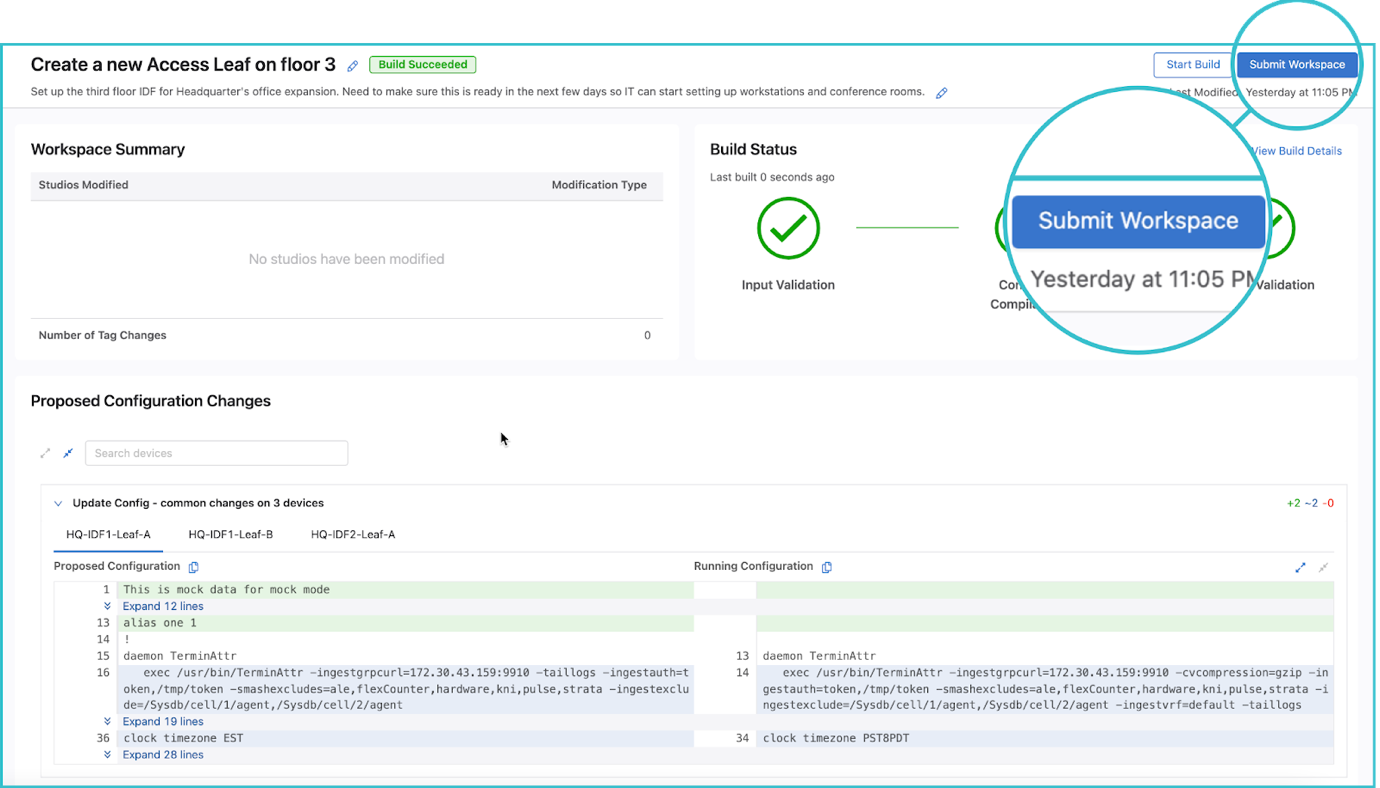 Create a new Access Leaf on floor 3
Build Succeeded
Start Build
Submit Workspace
Set up the third floor IDF for Headquarter's office expansion. Need to make sure this is ready in the next few days so IT can start setting up workstations and conference rooms.
Last Modified: Yesterday at 11:05 PM
Workspace Summary
Studios Modified
Modification Type
No studios have been modified
Number of Tag Changes
0
Build Status
View Build Details
Last built 0 seconds ago
Input Validation
Validation
Submit Workspace
Yesterday at 11:05 PM
Proposed Configuration Changes
Search devices
Update Config - common changes on 3 devices
+2 ~2 -0
HQ-IDF1-Leaf-A
HQ-IDF1-Leaf-B
HQ-IDF2-Leaf-A
Proposed Configuration
1 This is mock data for mock mode
Expand 12 lines
13 alias one 1
14 !
15 daemon TerminAttr
16 exec /usr/bin/TerminAttr -ingestgrpcurl=172.30.43.159:9910 -taillogs -ingestauth=t
oken,/tmp/token -smashexcludes=ale,flexCounter,hardware,kni,pulse,strata -ingestexclu
de=/Sysdb/cell/1/agent,/Sysdb/cell/2/agent
Expand 19 lines
36 clock timezone EST
Expand 28 lines
Running Configuration
13 daemon TerminAttr
14 exec /usr/bin/TerminAttr -ingestgrpcurl=172.30.43.159:9910 -cvcompression=gzip -in
gestauth=token,/tmp/token -smashexcludes=ale,flexCounter,hardware,kni,pulse,strata -i
ngestexclude=/Sysdb/cell/1/agent,/Sysdb/cell/2/agent -ingestvrf=default -taillogs
34 clock timezone PST8PDT